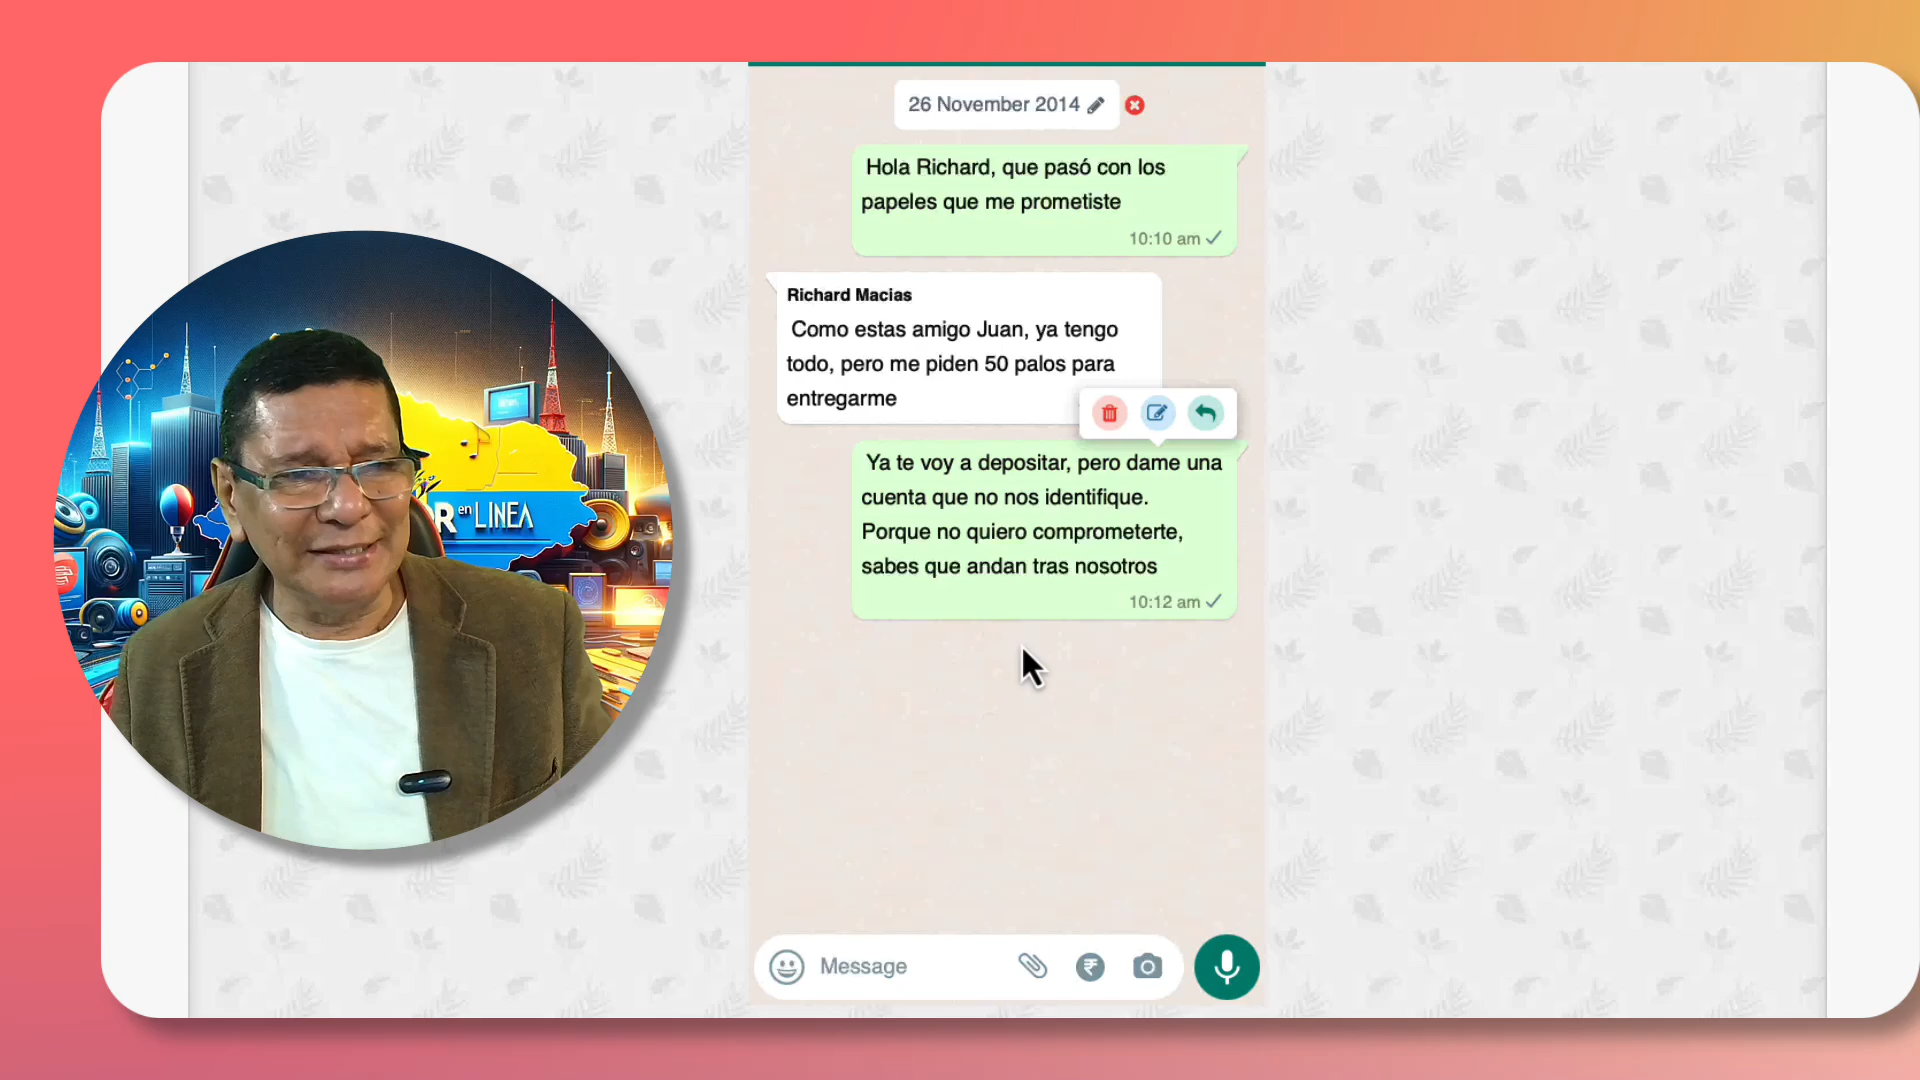 26 November 2014
Hola Richard, que pasó con los
papeles que me prometiste
10:10 am
Richard Macias
Como estas amigo Juan, ya tengo
todo, pero me piden 50 palos para
entregarme
Ya te voy a depositar, pero dame una
cuenta que no nos identifique.
Porque no quiero comprometerte,
sabes que andan tras nosotros
10:12 am
R en LINEA
Message